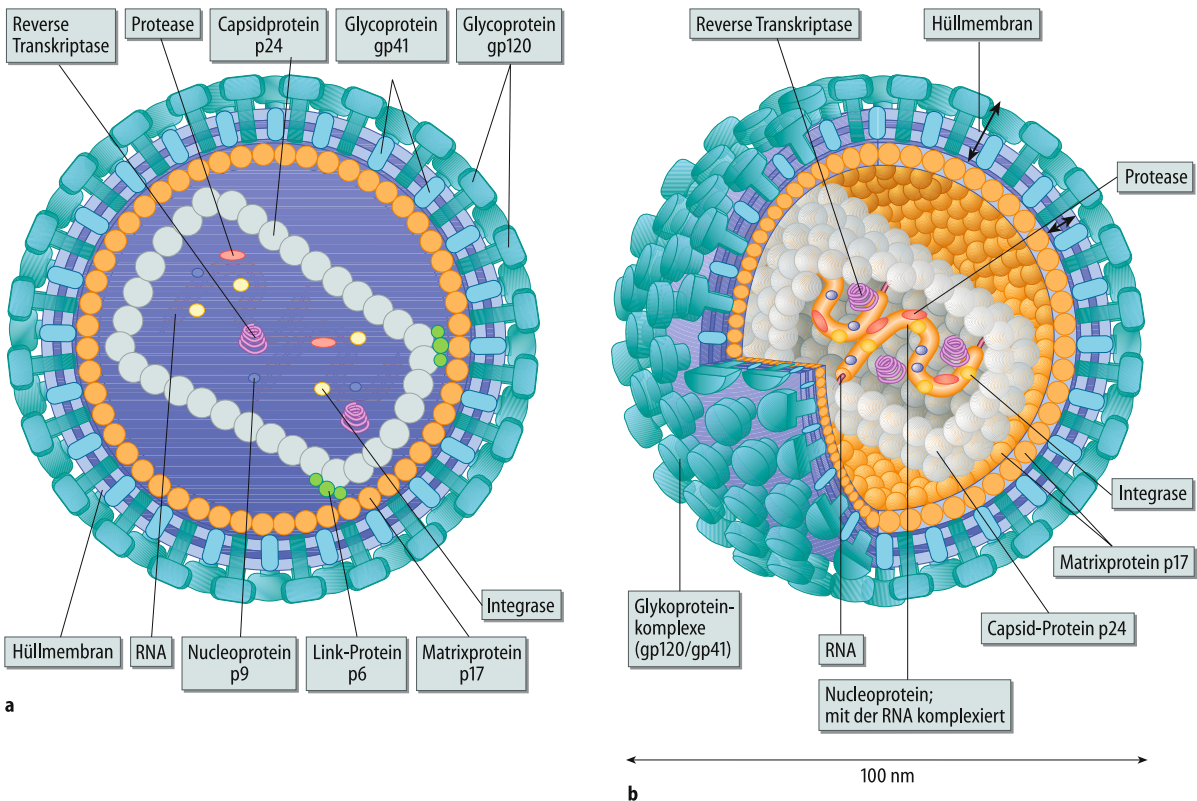 Reverse
Transkriptase
Protease
Capsidprotein
p24
Glycoprotein
gp41
Glycoprotein
gp120
Hüllmembran
RNA
Nucleoprotein
p9
Link-Protein
p6
Matrixprotein
p17
Integrase
a
Reverse Transkriptase
Hüllmembran
Protease
Integrase
Matrixprotein p17
Capsid-Protein p24
Glykoprotein-
komplexe
(gp120/gp41)
RNA
Nucleoprotein;
mit der RNA komplexiert
100 nm
b